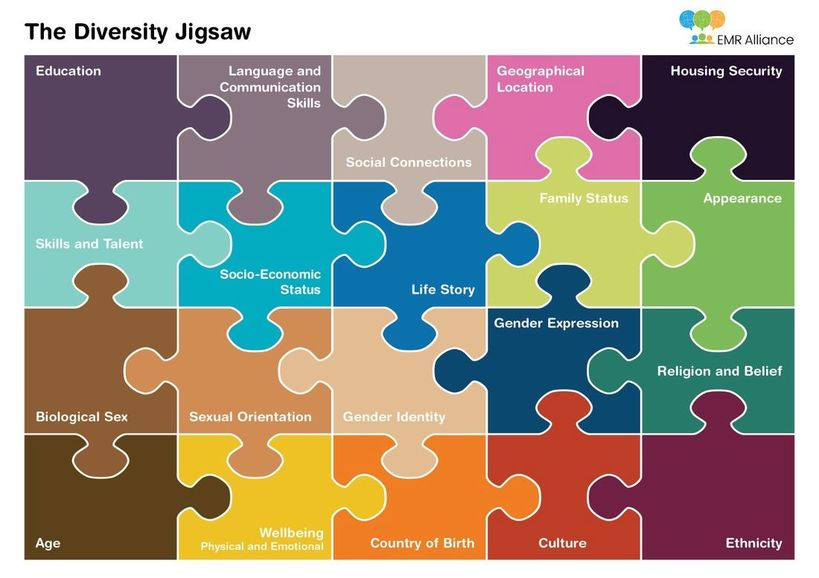 The Diversity Jigsaw
EMR Alliance
Education
Language and
Communication
Skills
Social Connections
Geographical
Location
Housing Security
Skills and Talent
Socio-Economic
Status
Life Story
Family Status
Appearance
Biological Sex
Sexual Orientation
Gender Identity
Gender Expression
Religion and Belief
Age
Wellbeing
Physical and Emotional
Country of Birth
Culture
Ethnicity